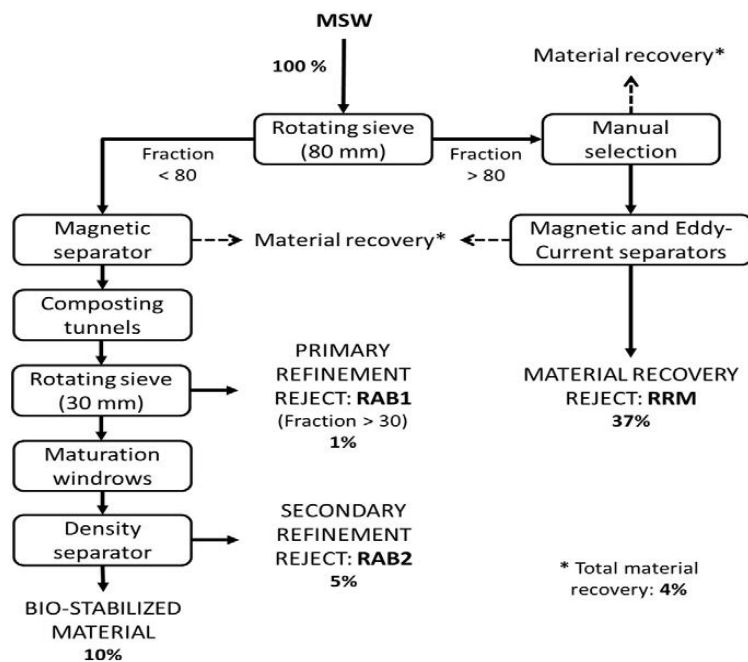 MSW
100 %
Material recovery*
Rotating sieve
(80 mm)
Manual
selection
Fraction
< 80
Fraction
> 80
Magnetic
separator
Material recovery*
Magnetic and Eddy-
Current separators
Composting
tunnels
Rotating sieve
(30 mm)
PRIMARY
REFINEMENT
REJECT: RAB1
(Fraction > 30)
1%
MATERIAL RECOVERY
REJECT: RRM
37%
Maturation
windrows
Density
separator
SECONDARY
REFINEMENT
REJECT: RAB2
5%
* Total material
recovery: 4%
BIO-STABILIZED
MATERIAL
10%